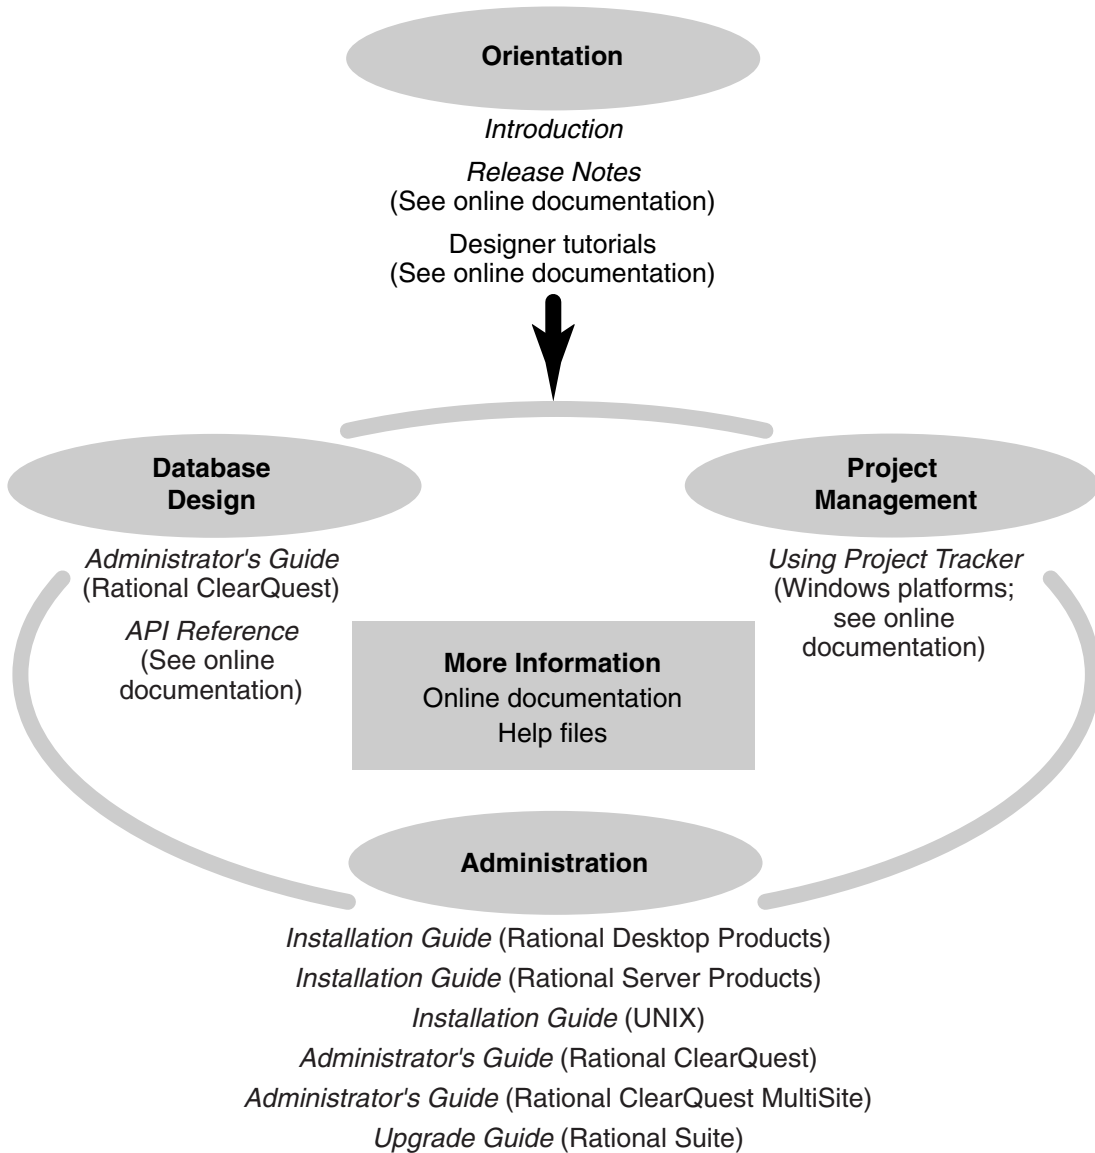 Orientation
Introduction
Release Notes
(See online documentation)
Designer tutorials
(See online documentation)
Database
Design
Administrator's Guide
(Rational ClearQuest)
API Reference
(See online
documentation)
Project
Management
Using Project Tracker
(Windows platforms;
see online
documentation)
More Information
Online documentation
Help files
Administration
Installation Guide (Rational Desktop Products)
Installation Guide (Rational Server Products)
Installation Guide (UNIX)
Administrator's Guide (Rational ClearQuest)
Administrator's Guide (Rational ClearQuest MultiSite)
Upgrade Guide (Rational Suite)